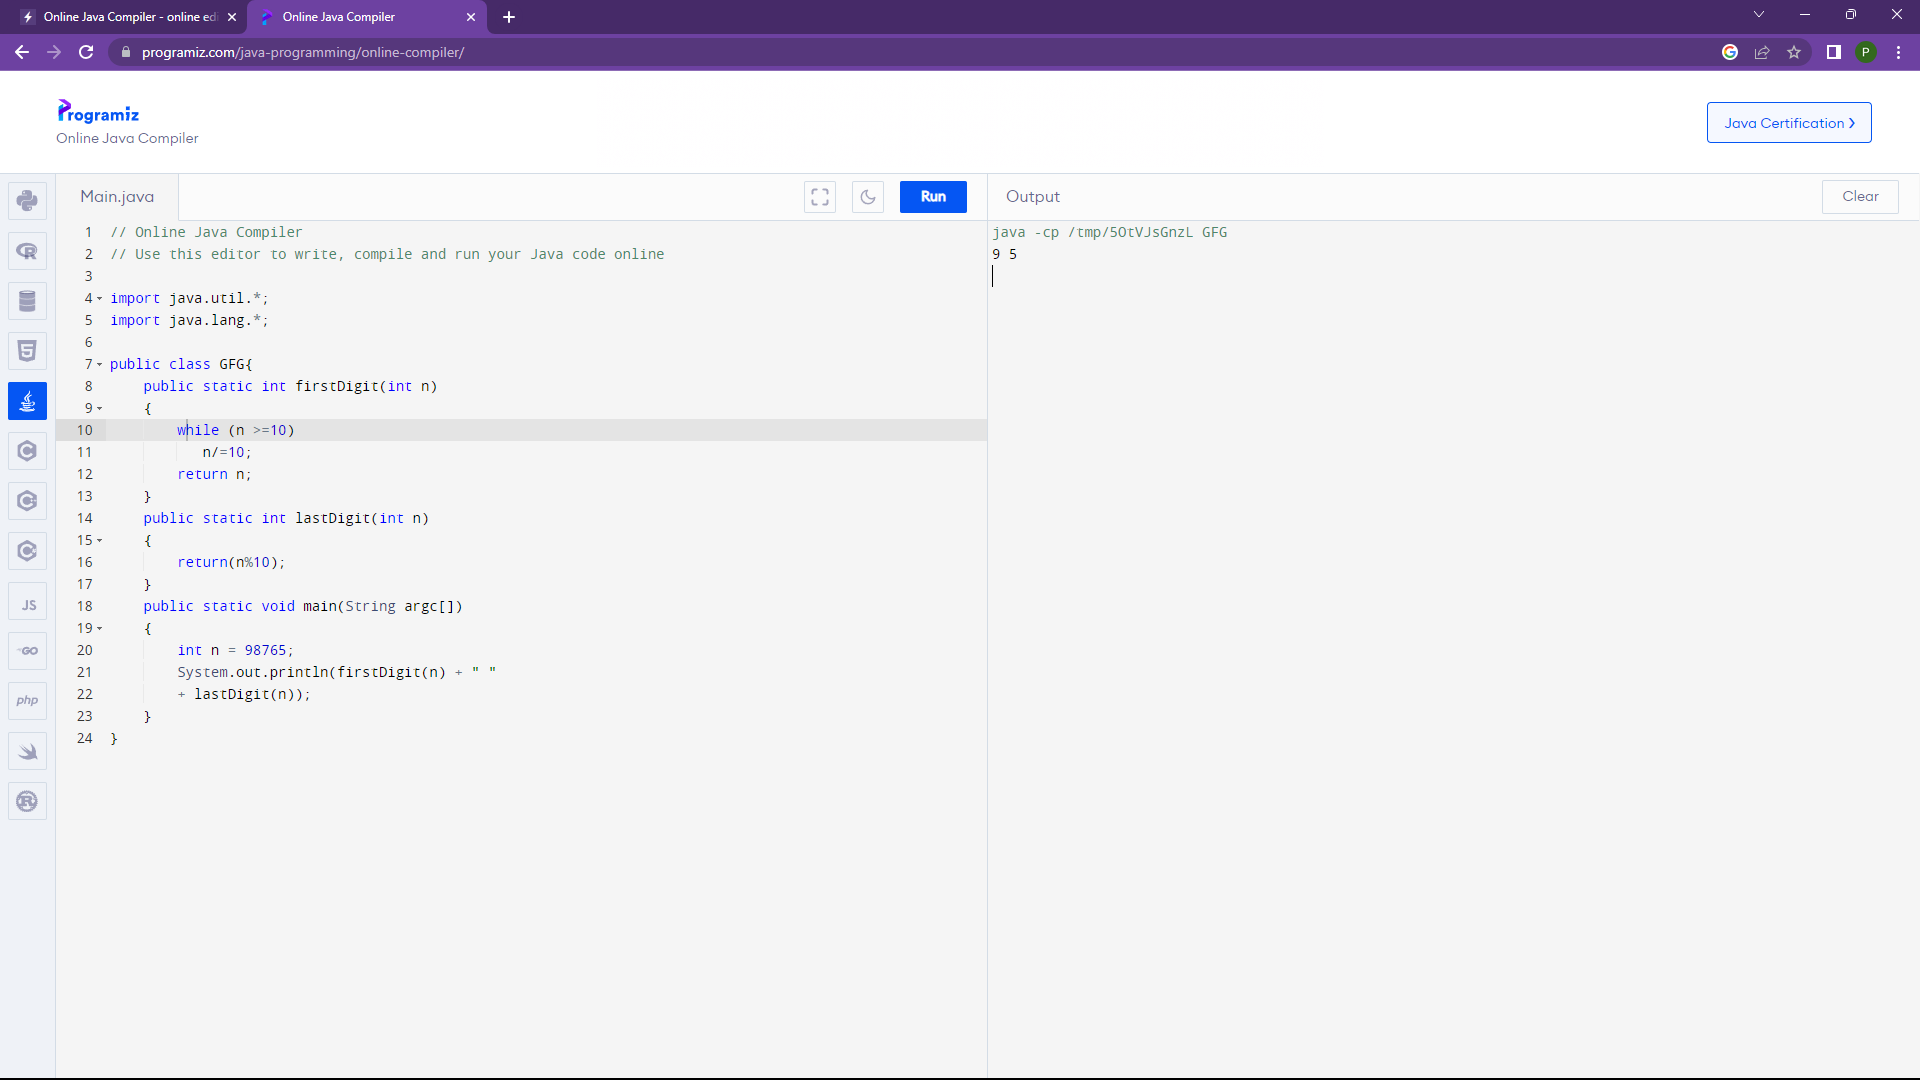 Online Java Compiler - online edi
Online Java Compiler
programiz.com/java-programming/online-compiler/
P
Programiz
Online Java Compiler
Java Certification
Main.java
Run
Output
Clear
1 // Online Java Compiler
2 // Use this editor to write, compile and run your Java code online
3
4 import java.util.*;
5 import java.lang.*;
6
7 public class GFG{
8     public static int firstDigit(int n)
9     {
10         while (n >=10)
11            n/=10;
12         return n;
13     }
14     public static int lastDigit(int n)
15     {
16         return(n%10);
17     }
18     public static void main(String argc[])
19     {
20         int n = 98765;
21         System.out.println(firstDigit(n) + " "
22         + lastDigit(n));
23     }
24 }
java -cp /tmp/5OtVJsGnzL GFG
9 5
R
5
C
C
C
JS
GO
php
R